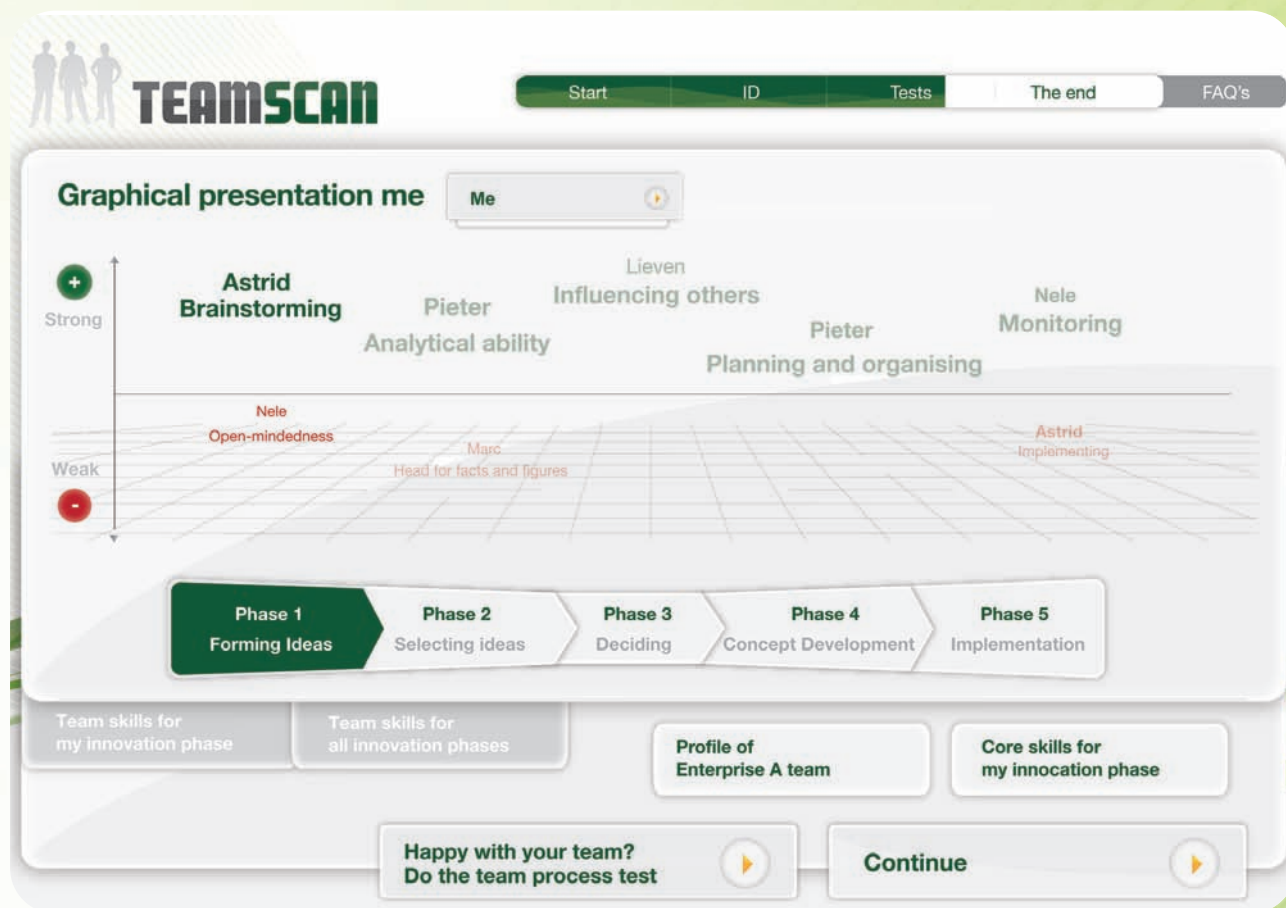 TEAMSCAN
Start ID Tests The end FAQ's
Graphical presentation me
Me
+
Strong
Astrid
Brainstorming
Pieter
Analytical ability
Lieven
Influencing others
Pieter
Planning and organising
Nele
Monitoring
Nele
Open-mindedness
Marc
Head for facts and figures
Astrid
Implementing
Weak
-
Phase 1
Forming Ideas
Phase 2
Selecting ideas
Phase 3
Deciding
Phase 4
Concept Development
Phase 5
Implementation
Team skills for
my innovation phase
Team skills for
all innovation phases
Profile of
Enterprise A team
Core skills for
my innocation phase
Happy with your team?
Do the team process test
Continue